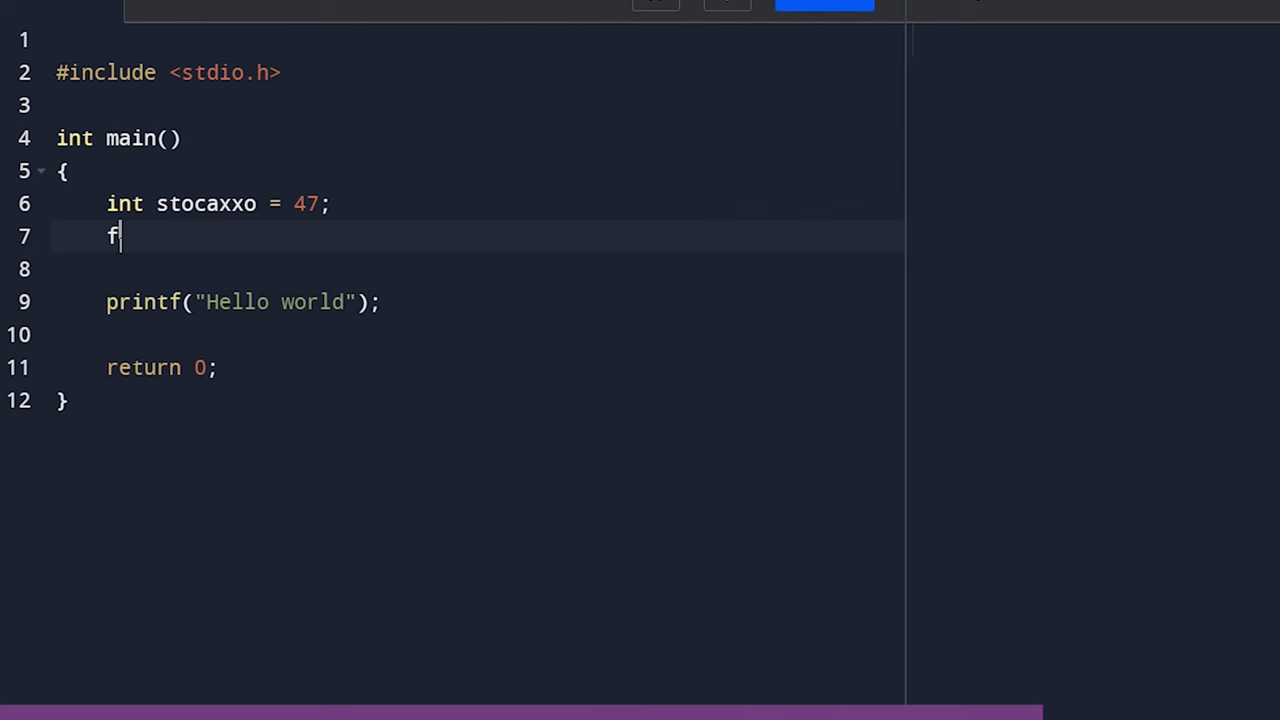 1
2 #include <stdio.h>
3
4 int main()
5 {
6 int stocaxxo = 47;
7 f
8
9 printf("Hello world");
10
11 return 0;
12 }